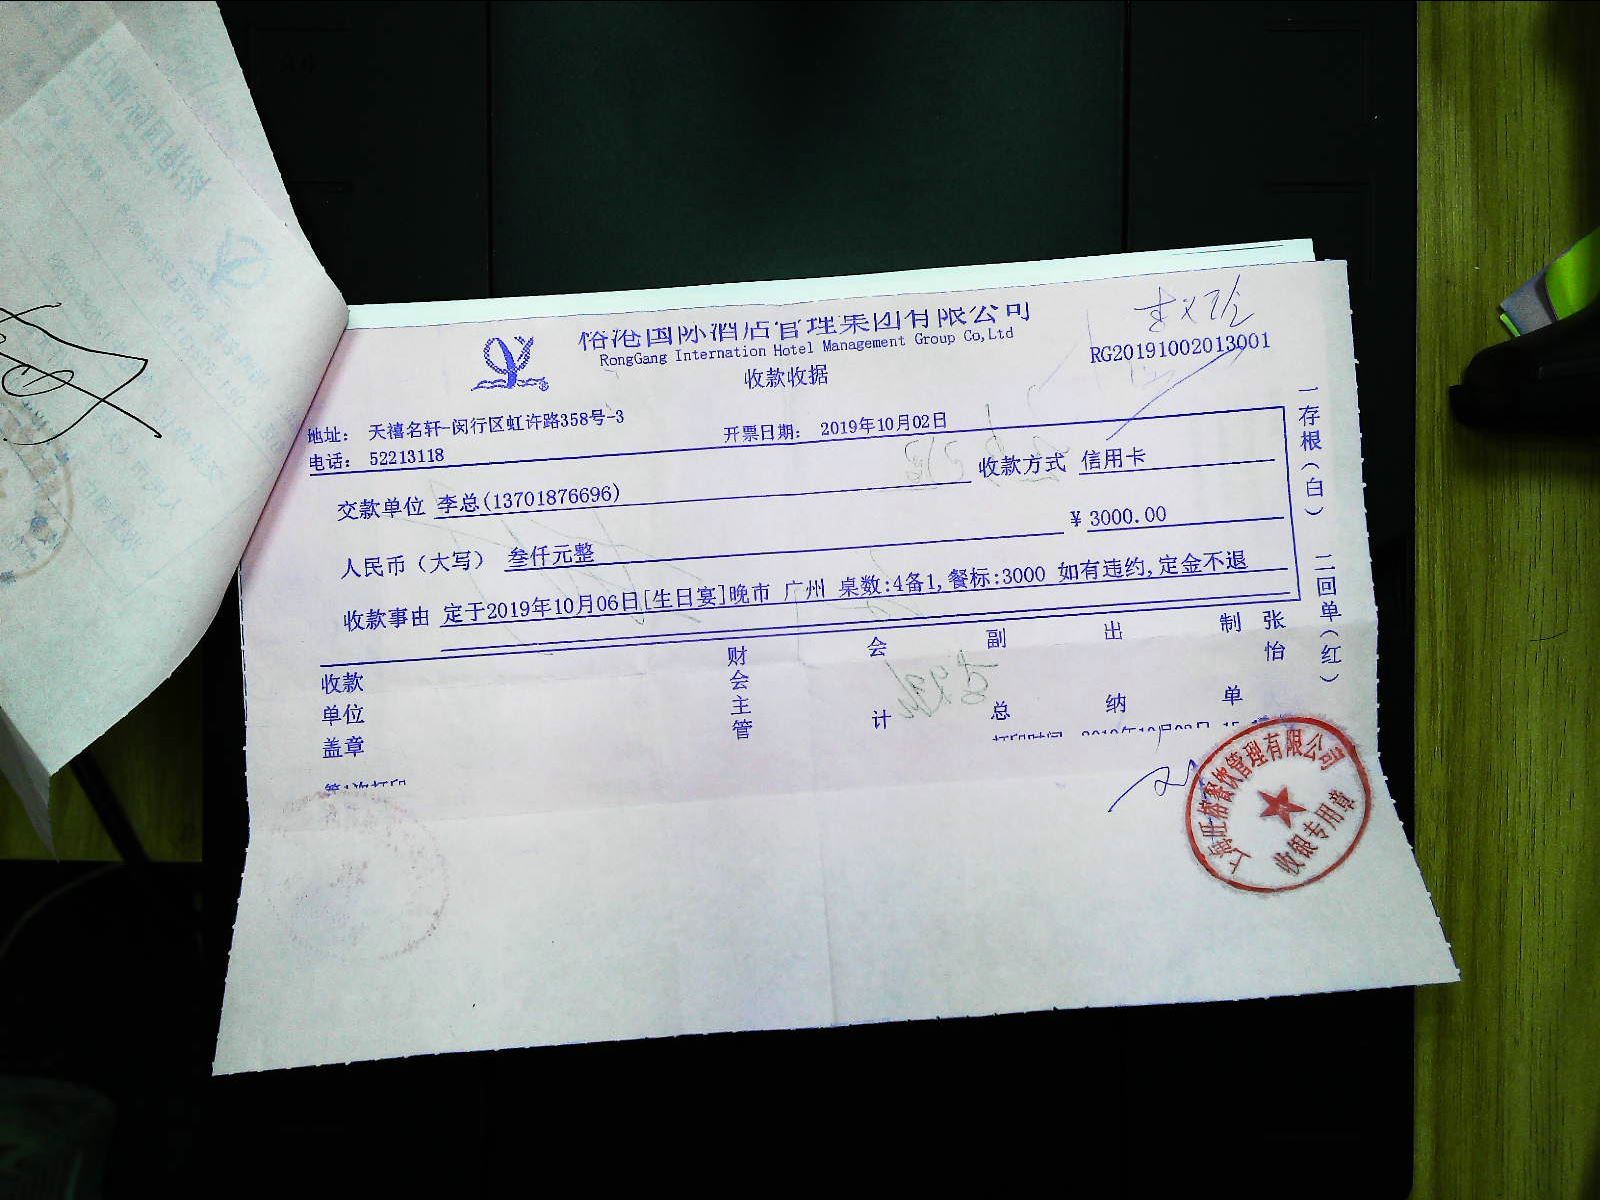 俗港国际酒店管理集团有限公司
RongGang Internation Hotel Management Group Co,Ltd
收款收据
RG20191002013001
地址： 天禧名轩-闵行区虹许路358号-3
开票日期： 2019年10月02日
电话： 52213118
交款单位 李总(13701876696)
收款方式 信用卡
人民币（大写） 叁仟元整
¥ 3000.00
收款事由 定于2019年10月06日[生日宴]晚市 广州 桌数:4备1,餐标:3000 如有违约,定金不退
一存根（白） 二回单（红）
收款单位盖章
财会主管
会计
副总
出纳
制单
张怡
第1次打印
收银专用章